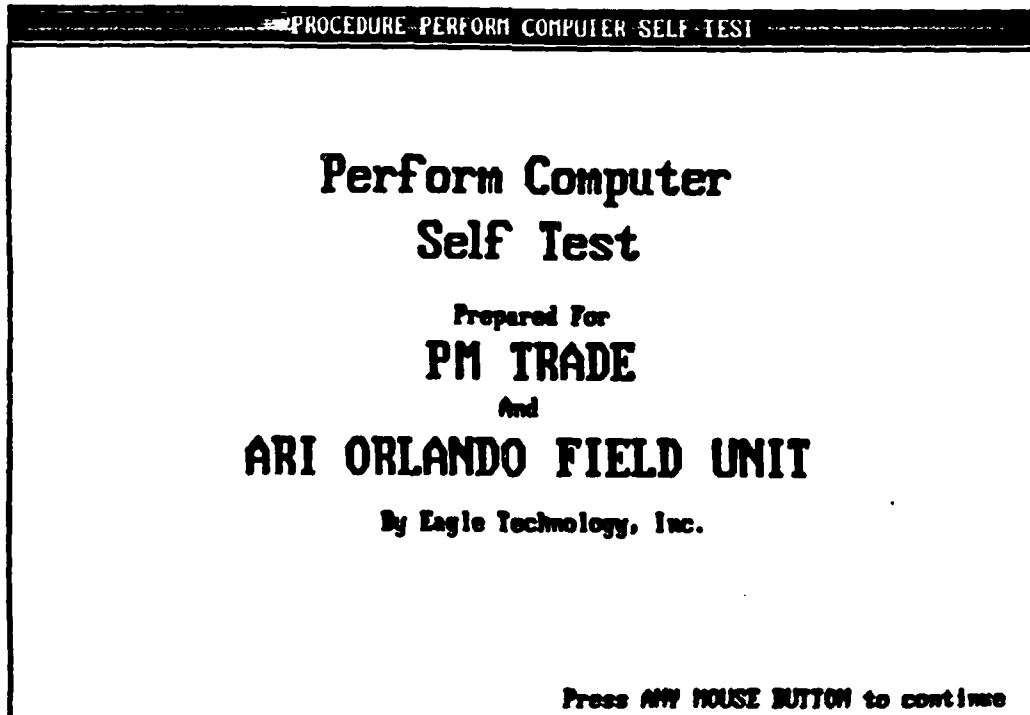 PROCEDURE-PERFORM COMPUTER SELF-TEST
Perform Computer
Self Test
Prepared For
PM TRADE
And
ARI ORLANDO FIELD UNIT
By Eagle Technology, Inc.
Press ANY MOUSE BUTTON to continue